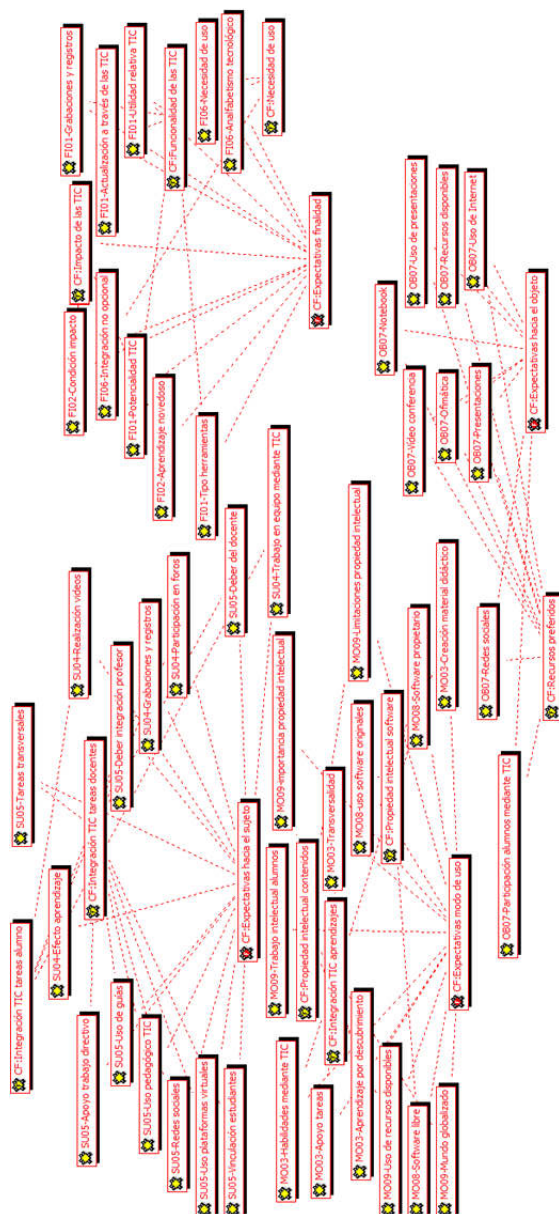 CF:Integración TIC tareas alumno
SU04-Efecto aprendizaje
SU05-Apoyo trabajo directivo
SU05-Uso de guías
SU05-Uso pedagógico TIC
SU05-Redes sociales
SU05-Uso plataformas virtuales
SU05-Vinculación estudiantes
SU05-Tareas transversales
CF:Integración TIC tareas docentes
SU04-Realización videos
SU05-Deber integración profesor
SU04-Grabaciones y registros
SU04-Participación en foros
SU05-Deber del docente
SU04-Trabajo en equipo mediante TIC
CF:Expectativas hacia el sujeto
FI02-Condición impacto
FI06-Integración no opcional
CF:Impacto de las TIC
FI01-Potencialidad TIC
FI02-Aprendizaje novedoso
FI01-Tipo herramientas
FI01-Grabaciones y registros
FI01-Actualización a través de las TIC
FI01-Utilidad relativa TIC
CF:Funcionalidad de las TIC
FI06-Necesidad de uso
FI06-Analfabetismo tecnológico
CF:Necesidad de uso
CF:Expectativas finalidad
MO03-Habilidades mediante TIC
MO03-Apoyo tareas
MO03-Aprendizaje por descubrimiento
MO09-Uso de recursos disponibles
MO08-Software libre
MO09-Mundo globalizado
MO09-Trabajo intelectual alumnos
CF:Propiedad intelectual contenidos
CF:Integración TIC aprendizajes
MO09-Importancia propiedad intelectual
MO03-Transversalidad
MO08-uso software originales
CF:Propiedad intelectual software
MO09-Limitaciones propiedad intelectual
MO08-Software propietario
MO03-Creación material didáctico
CF:Expectativas modo de uso
OB07-Participación alumnos mediante TIC
OB07-Redes sociales
CF:Recursos preferidos
OB07-Vídeo conferencia
OB07-Ofimática
OB07-Presentaciones
OB07-Notebook
OB07-Uso de presentaciones
OB07-Recursos disponibles
OB07-Uso de Internet
CF:Expectativas hacia el objeto